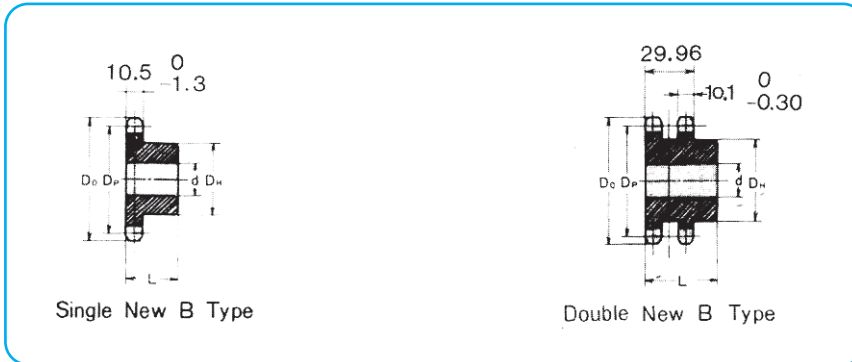 10.5 0
-1.3
Do Dp d DH
L
Single New B Type
29.96
10.1 0
-0.30
Do Dp d DH
L
Double New B Type